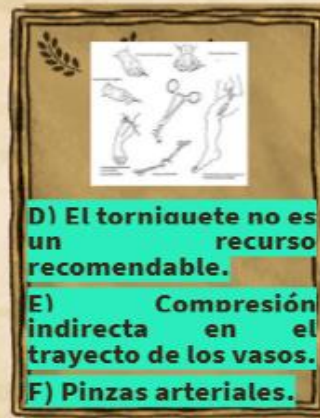 D) El torniquete no es
un recurso
recomendable.
E) Compresión
indirecta en el
trayecto de los vasos.
F) Pinzas arteriales.